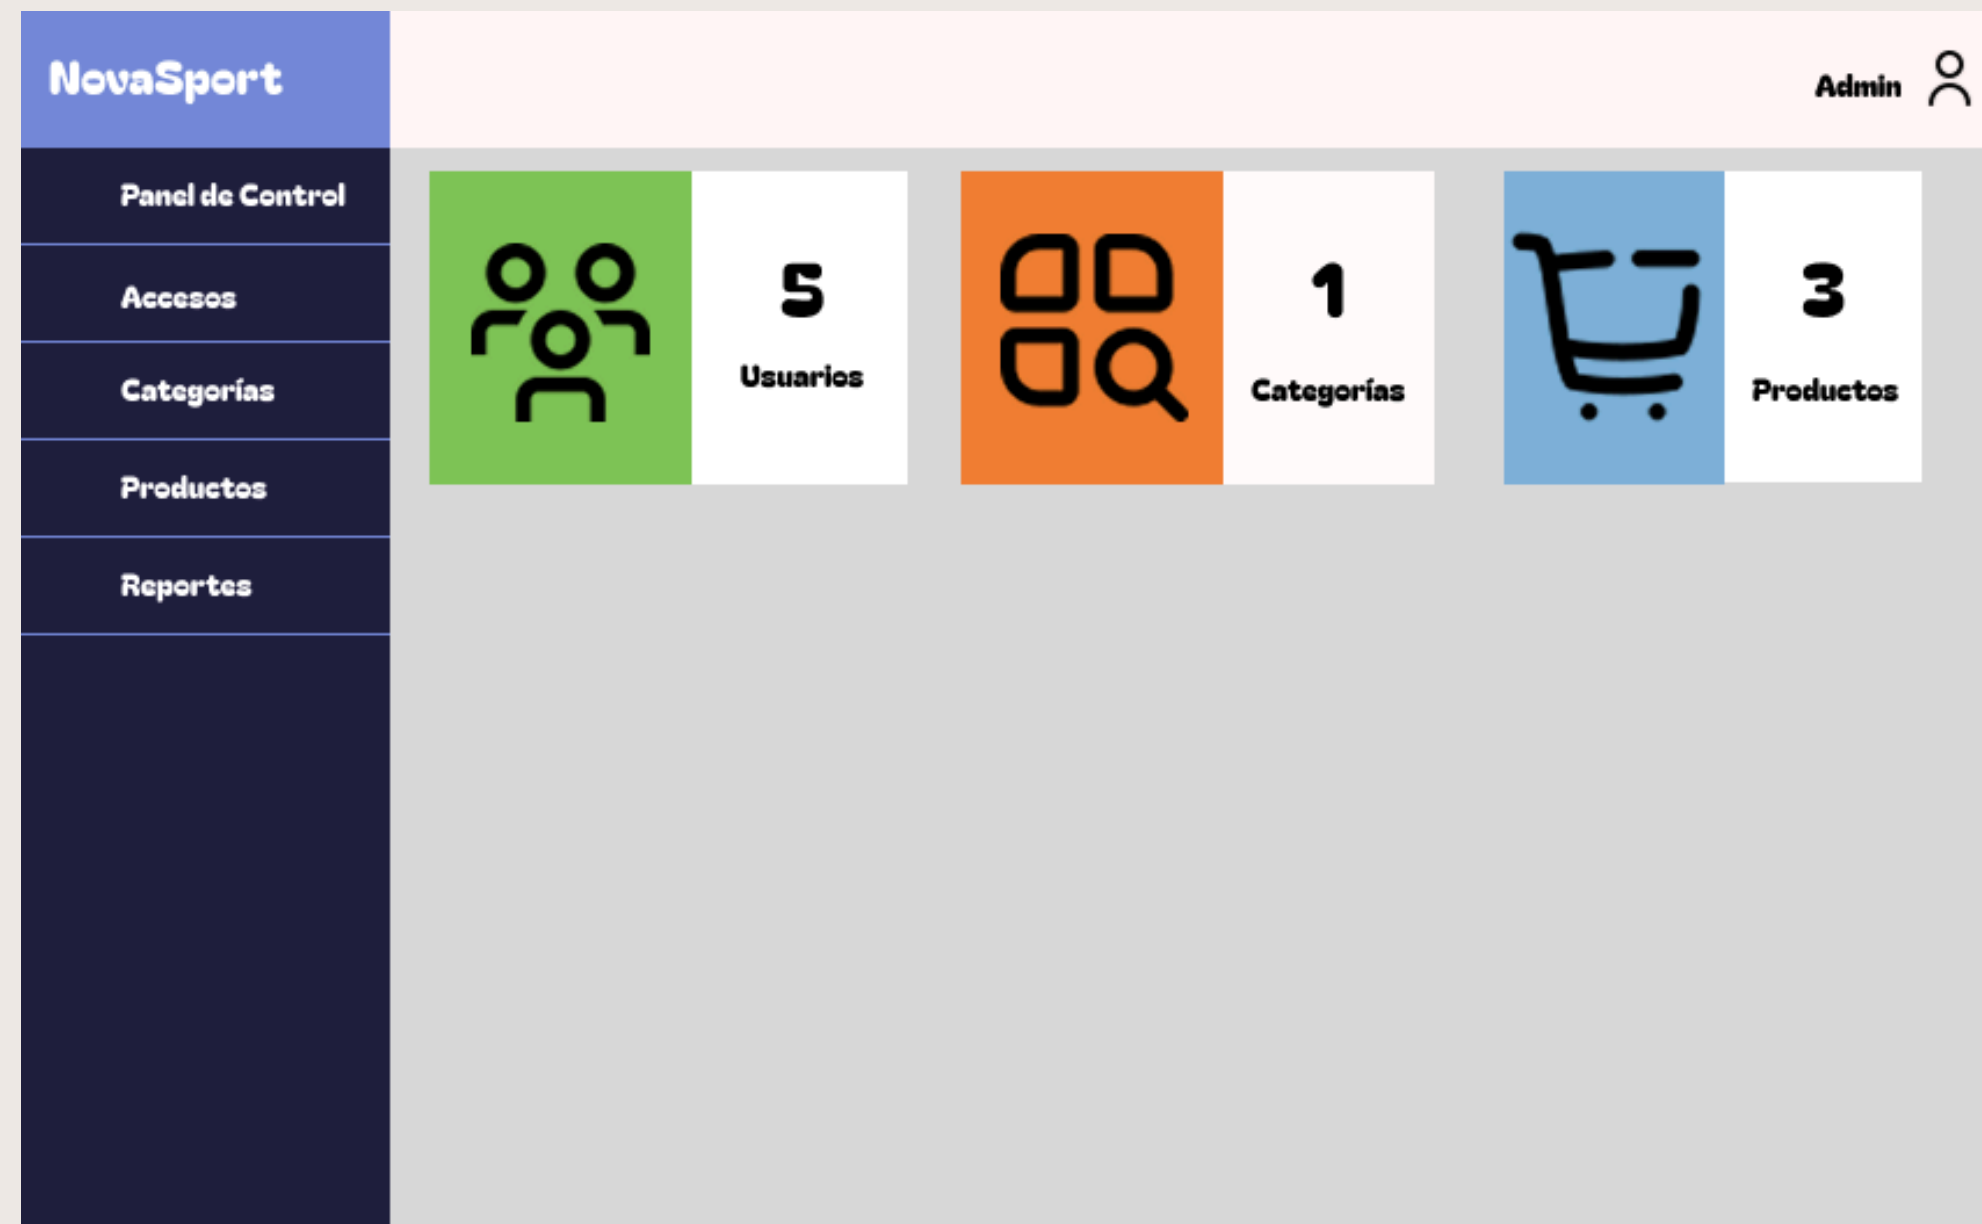 NovaSport
Admin
Panel de Control
Accesos
Categorías
Productos
Reportes
5
Usuarios
1
Categorías
3
Productos